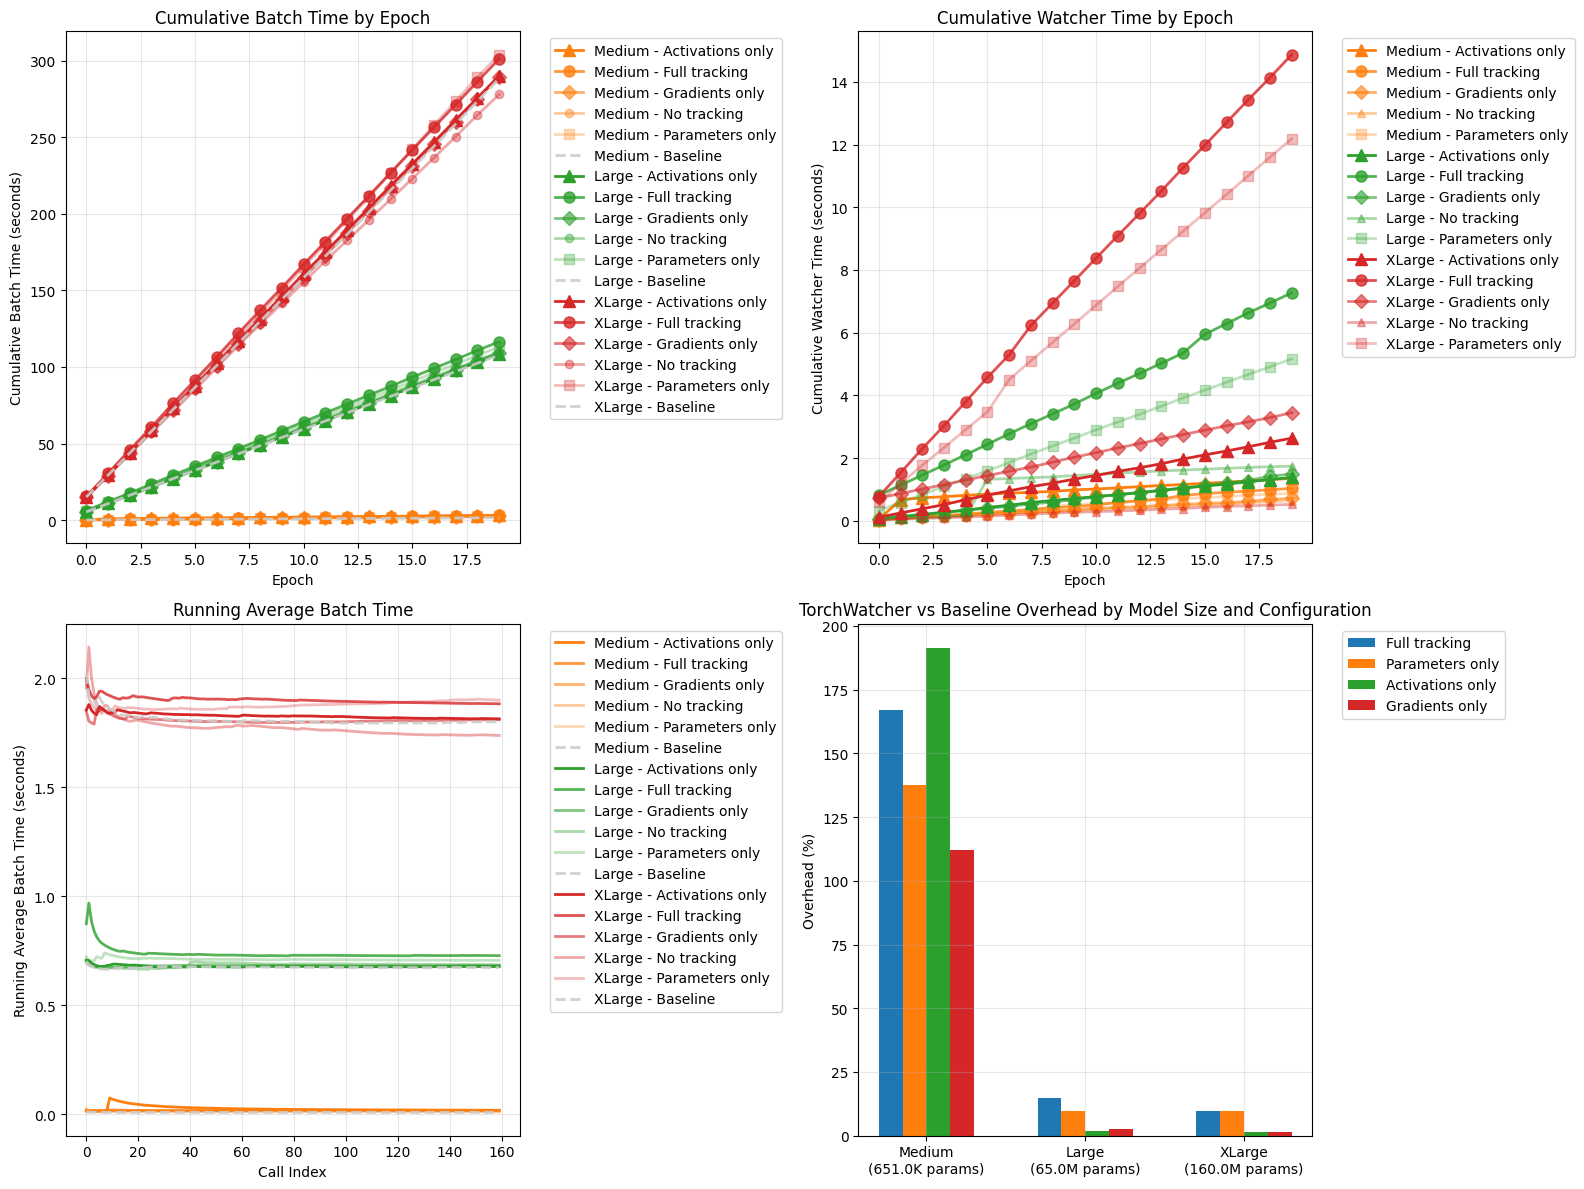 Cumulative Batch Time by Epoch
Cumulative Batch Time (seconds)
300
250
200
150
100
50
0
0.0 2.5 5.0 7.5 10.0 12.5 15.0 17.5
Epoch
Medium - Activations only
Medium - Full tracking
Medium - Gradients only
Medium - No tracking
Medium - Parameters only
Medium - Baseline
Large - Activations only
Large - Full tracking
Large - Gradients only
Large - No tracking
Large - Parameters only
Large - Baseline
XLarge - Activations only
XLarge - Full tracking
XLarge - Gradients only
XLarge - No tracking
XLarge - Parameters only
XLarge - Baseline
Cumulative Watcher Time by Epoch
Cumulative Watcher Time (seconds)
14
12
10
8
6
4
2
0
0.0 2.5 5.0 7.5 10.0 12.5 15.0 17.5
Epoch
Medium - Activations only
Medium - Full tracking
Medium - Gradients only
Medium - No tracking
Medium - Parameters only
Large - Activations only
Large - Full tracking
Large - Gradients only
Large - No tracking
Large - Parameters only
XLarge - Activations only
XLarge - Full tracking
XLarge - Gradients only
XLarge - No tracking
XLarge - Parameters only
Running Average Batch Time
Running Average Batch Time (seconds)
2.0
1.5
1.0
0.5
0.0
0 20 40 60 80 100 120 140 160
Call Index
Medium - Activations only
Medium - Full tracking
Medium - Gradients only
Medium - No tracking
Medium - Parameters only
Medium - Baseline
Large - Activations only
Large - Full tracking
Large - Gradients only
Large - No tracking
Large - Parameters only
Large - Baseline
XLarge - Activations only
XLarge - Full tracking
XLarge - Gradients only
XLarge - No tracking
XLarge - Parameters only
XLarge - Baseline
TorchWatcher vs Baseline Overhead by Model Size and Configuration
Overhead (%)
200
175
150
125
100
75
50
25
0
Medium Large XLarge
(651.0K params) (65.0M params) (160.0M params)
Full tracking
Parameters only
Activations only
Gradients only